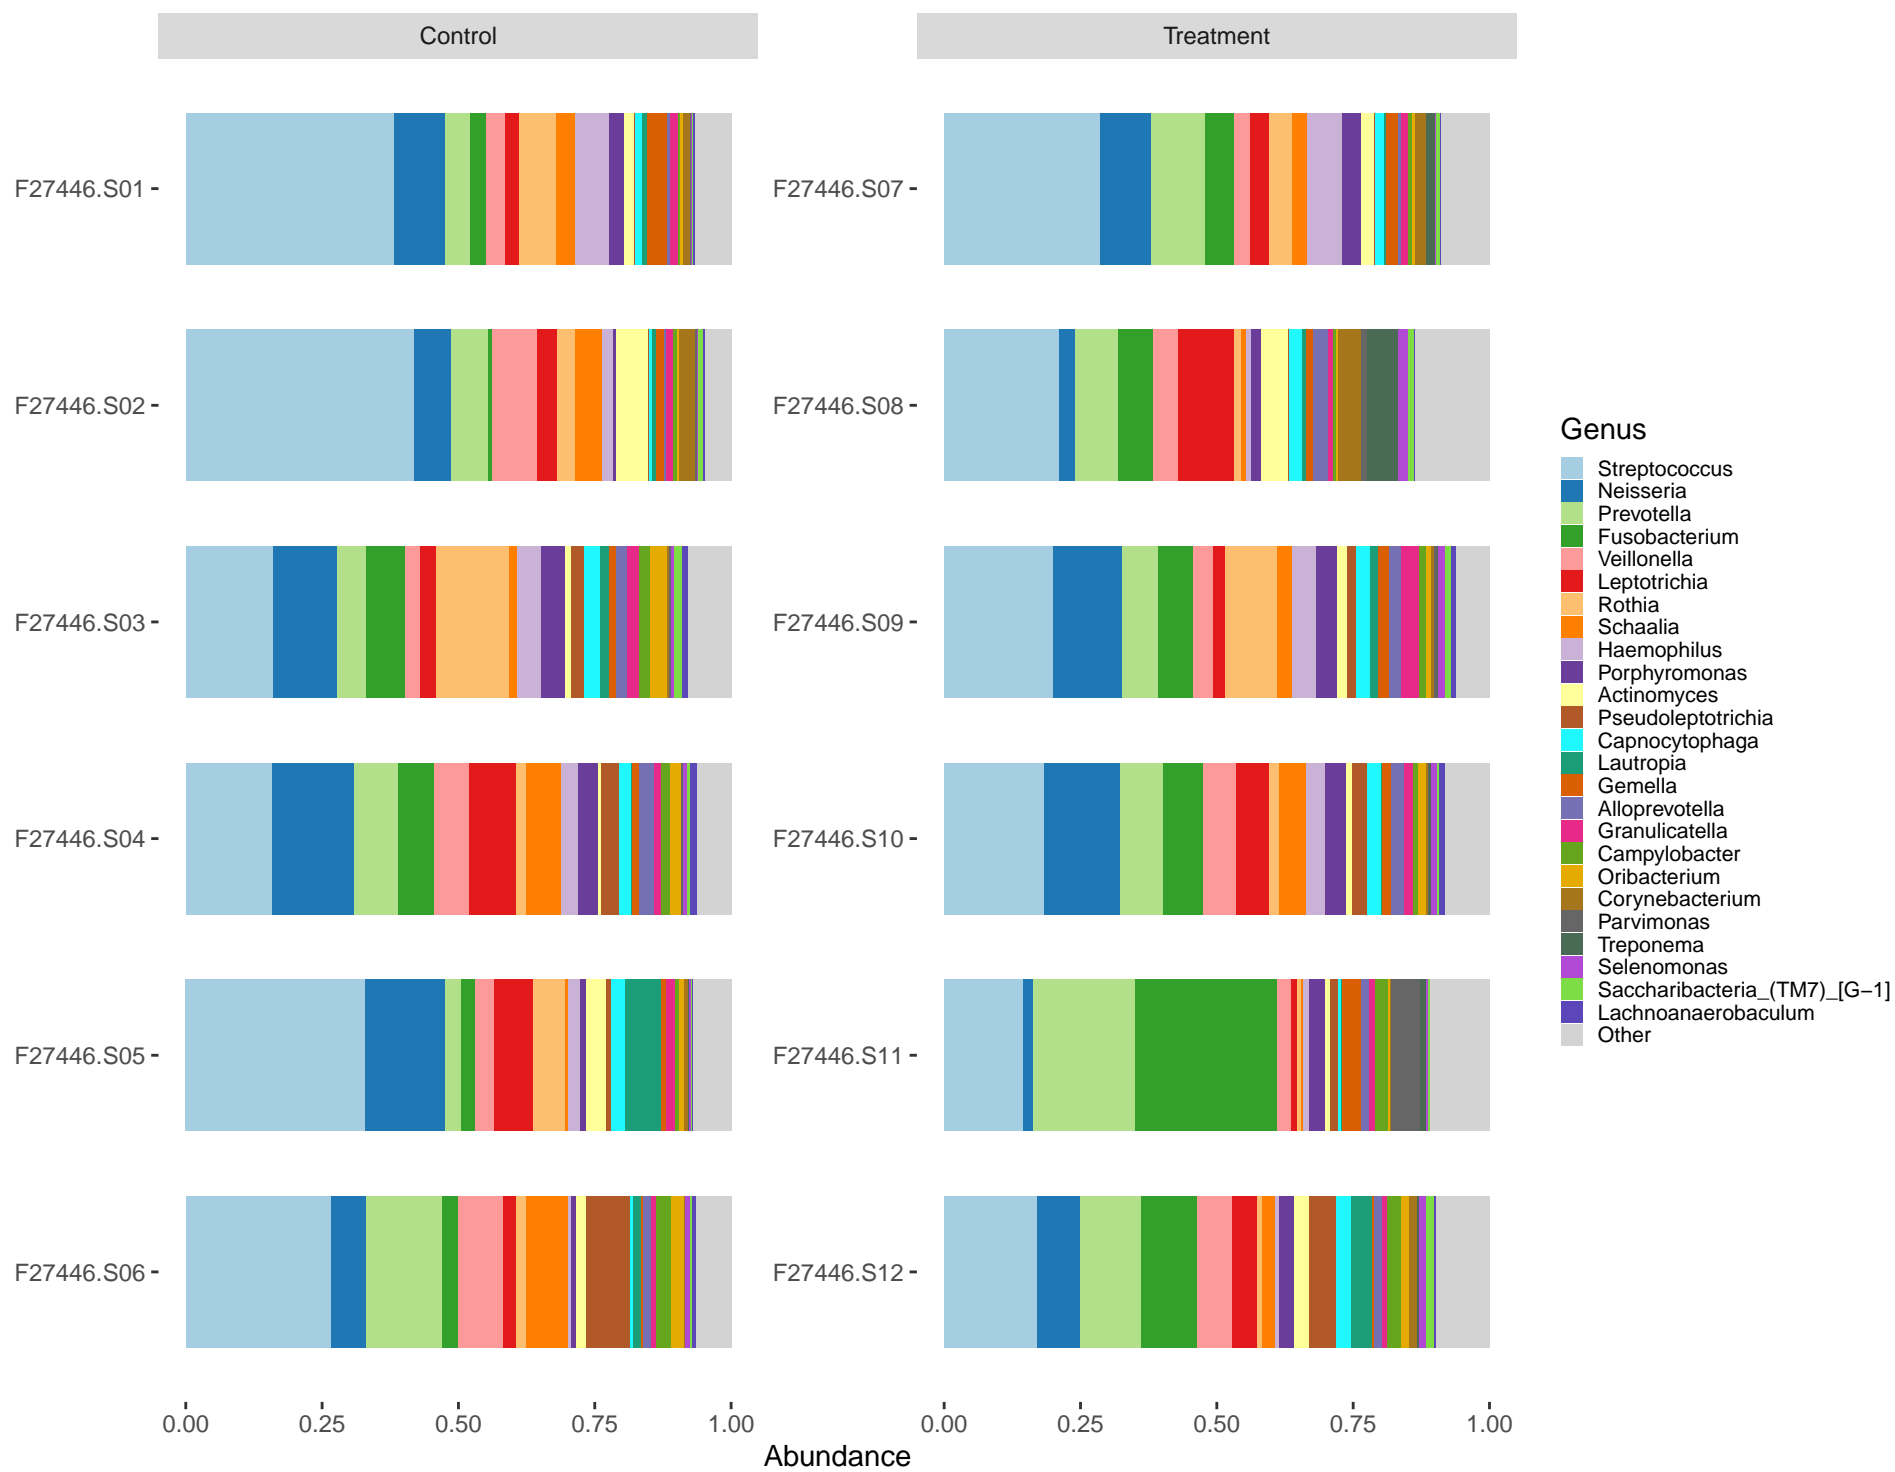 Control
Treatment
F27446.S01
F27446.S02
F27446.S03
F27446.S04
F27446.S05
F27446.S06
F27446.S07
F27446.S08
F27446.S09
F27446.S10
F27446.S11
F27446.S12
0.00 0.25 0.50 0.75 1.00
0.00 0.25 0.50 0.75 1.00
Abundance
Genus
Streptococcus
Neisseria
Prevotella
Fusobacterium
Veillonella
Leptotrichia
Rothia
Schaalia
Haemophilus
Porphyromonas
Actinomyces
Pseudoleptotrichia
Capnocytophaga
Lautropia
Gemella
Alloprevotella
Granulicatella
Campylobacter
Oribacterium
Corynebacterium
Parvimonas
Treponema
Selenomonas
Saccharibacteria_(TM7)_[G−1]
Lachnoanaerobaculum
Other